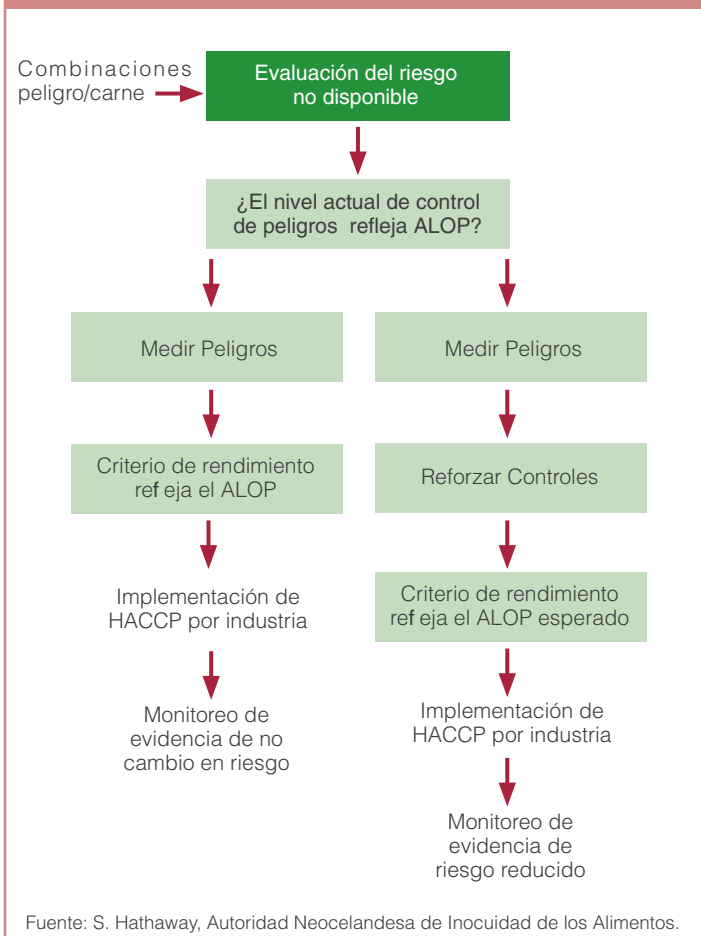 Combinaciones
peligro/carne
Evaluación del riesgo
no disponible
¿El nivel actual de control
de peligros refleja ALOP?
Medir Peligros
Criterio de rendimiento
ref eja el ALOP
Implementación de
HACCP por industria
Monitoreo de
evidencia de no
cambio en riesgo
Medir Peligros
Reforzar Controles
Criterio de rendimiento
ref eja el ALOP esperado
Implementación de
HACCP por industria
Monitoreo de
evidencia de
riesgo reducido
Fuente: S. Hathaway, Autoridad Neocelandesa de Inocuidad de los Alimentos.